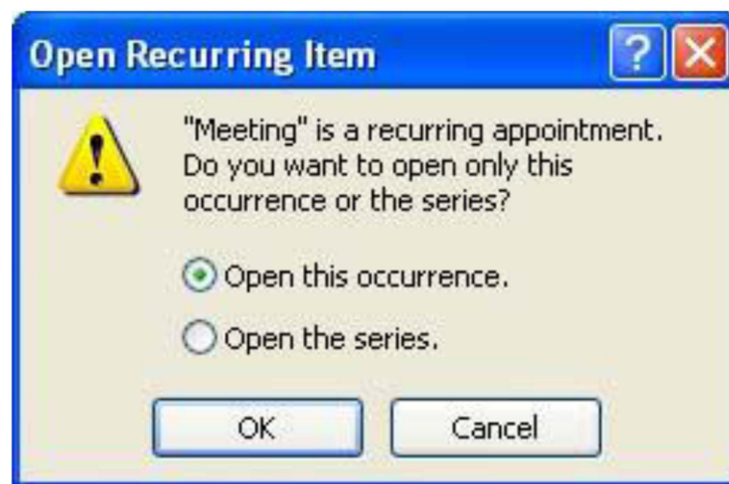 Open Recurring Item
"Meeting" is a recurring appointment.
Do you want to open only this
occurrence or the series?
Open this occurrence.
Open the series.
OK
Cancel